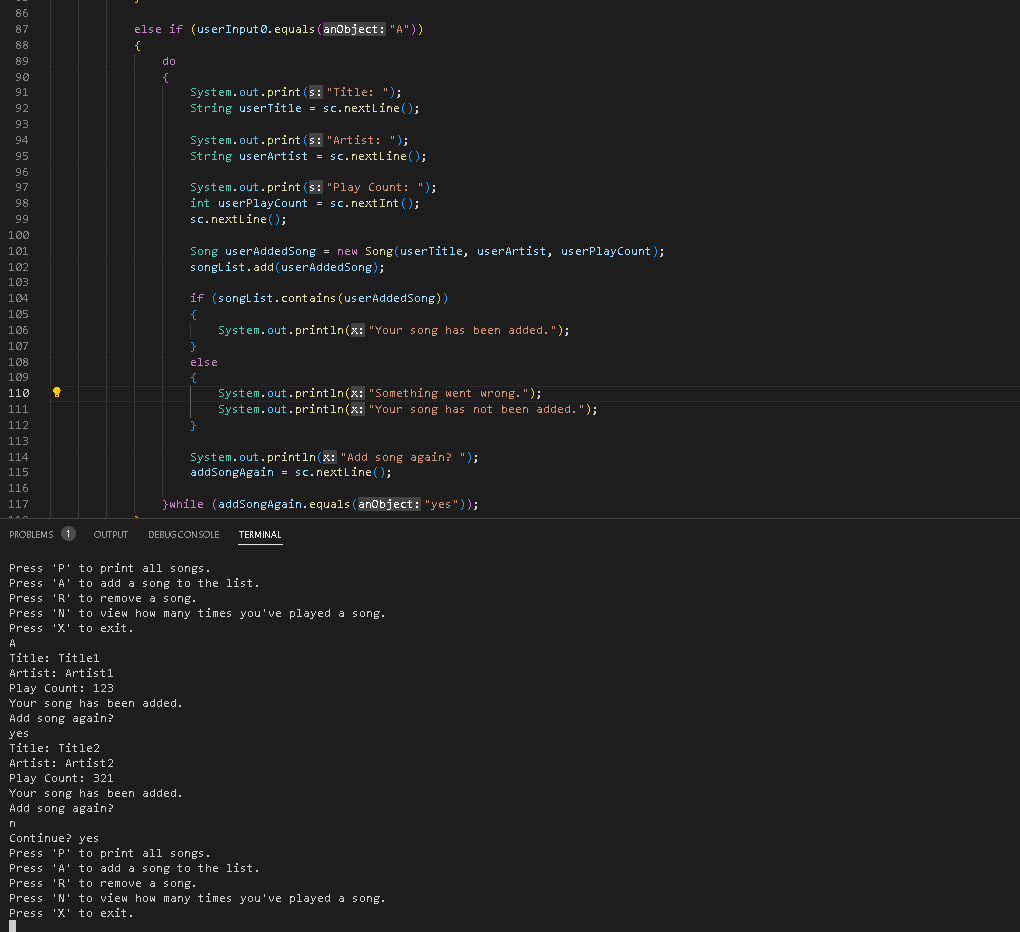 86
87 else if (userInput0.equals(anObject: "A"))
88 {
89 do
90 {
91 System.out.print(s: "Title: ");
92 String userTitle = sc.nextLine();
93
94 System.out.print(s: "Artist: ");
95 String userArtist = sc.nextLine();
96
97 System.out.print(s: "Play Count: ");
98 int userPlayCount = sc.nextInt();
99 sc.nextLine();
100
101 Song userAddedSong = new Song(userTitle, userArtist, userPlayCount);
102 songList.add(userAddedSong);
103
104 if (songList.contains(userAddedSong))
105 {
106 System.out.println(x: "Your song has been added.");
107 }
108 else
109 {
110 System.out.println(x: "Something went wrong.");
111 System.out.println(x: "Your song has not been added.");
112 }
113
114 System.out.println(x: "Add song again? ");
115 addSongAgain = sc.nextLine();
116
117 }while (addSongAgain.equals(anObject: "yes"));
PROBLEMS 1 OUTPUT DEBUG CONSOLE TERMINAL
Press 'P' to print all songs.
Press 'A' to add a song to the list.
Press 'R' to remove a song.
Press 'N' to view how many times you've played a song.
Press 'X' to exit.
A
Title: Title1
Artist: Artist1
Play Count: 123
Your song has been added.
Add song again?
yes
Title: Title2
Artist: Artist2
Play Count: 321
Your song has been added.
Add song again?
n
Continue? yes
Press 'P' to print all songs.
Press 'A' to add a song to the list.
Press 'R' to remove a song.
Press 'N' to view how many times you've played a song.
Press 'X' to exit.